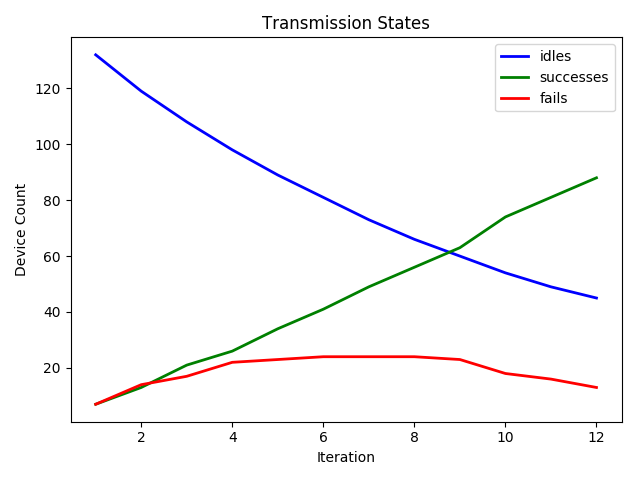 Transmission States
idles
successes
fails
Device Count
120
100
80
60
40
20
2 4 6 8 10 12
Iteration